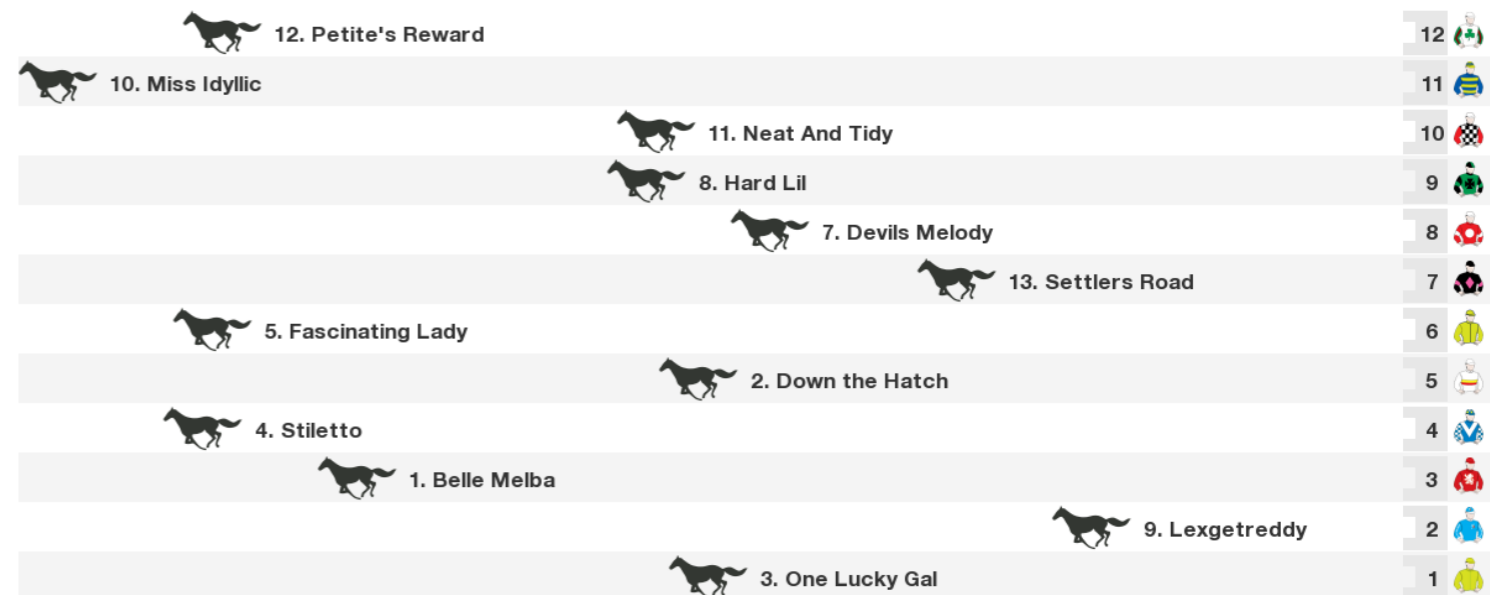 12. Petite's Reward 12
10. Miss Idyllic 11
11. Neat And Tidy 10
8. Hard Lil 9
7. Devils Melody 8
13. Settlers Road 7
5. Fascinating Lady 6
2. Down the Hatch 5
4. Stiletto 4
1. Belle Melba 3
9. Lexgetreddy 2
3. One Lucky Gal 1